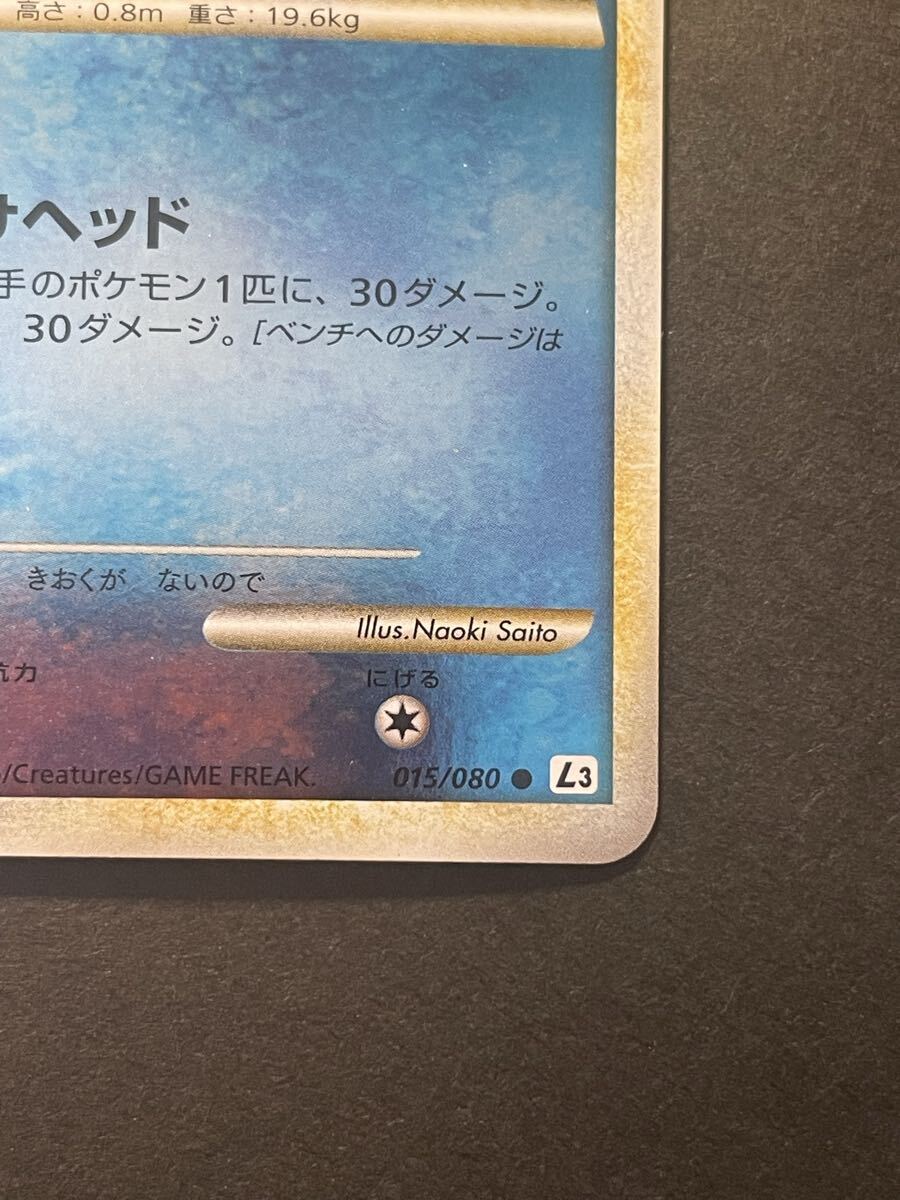 高さ：0.8m 重さ：19.6kg
ヘッド
手のポケモン1匹に、30ダメージ。
30ダメージ。［ベンチへのダメージは
きおくが ないので
Illus.Naoki Saito
抗力
にげる
/Creatures/GAME FREAK.
015/080 ● L3